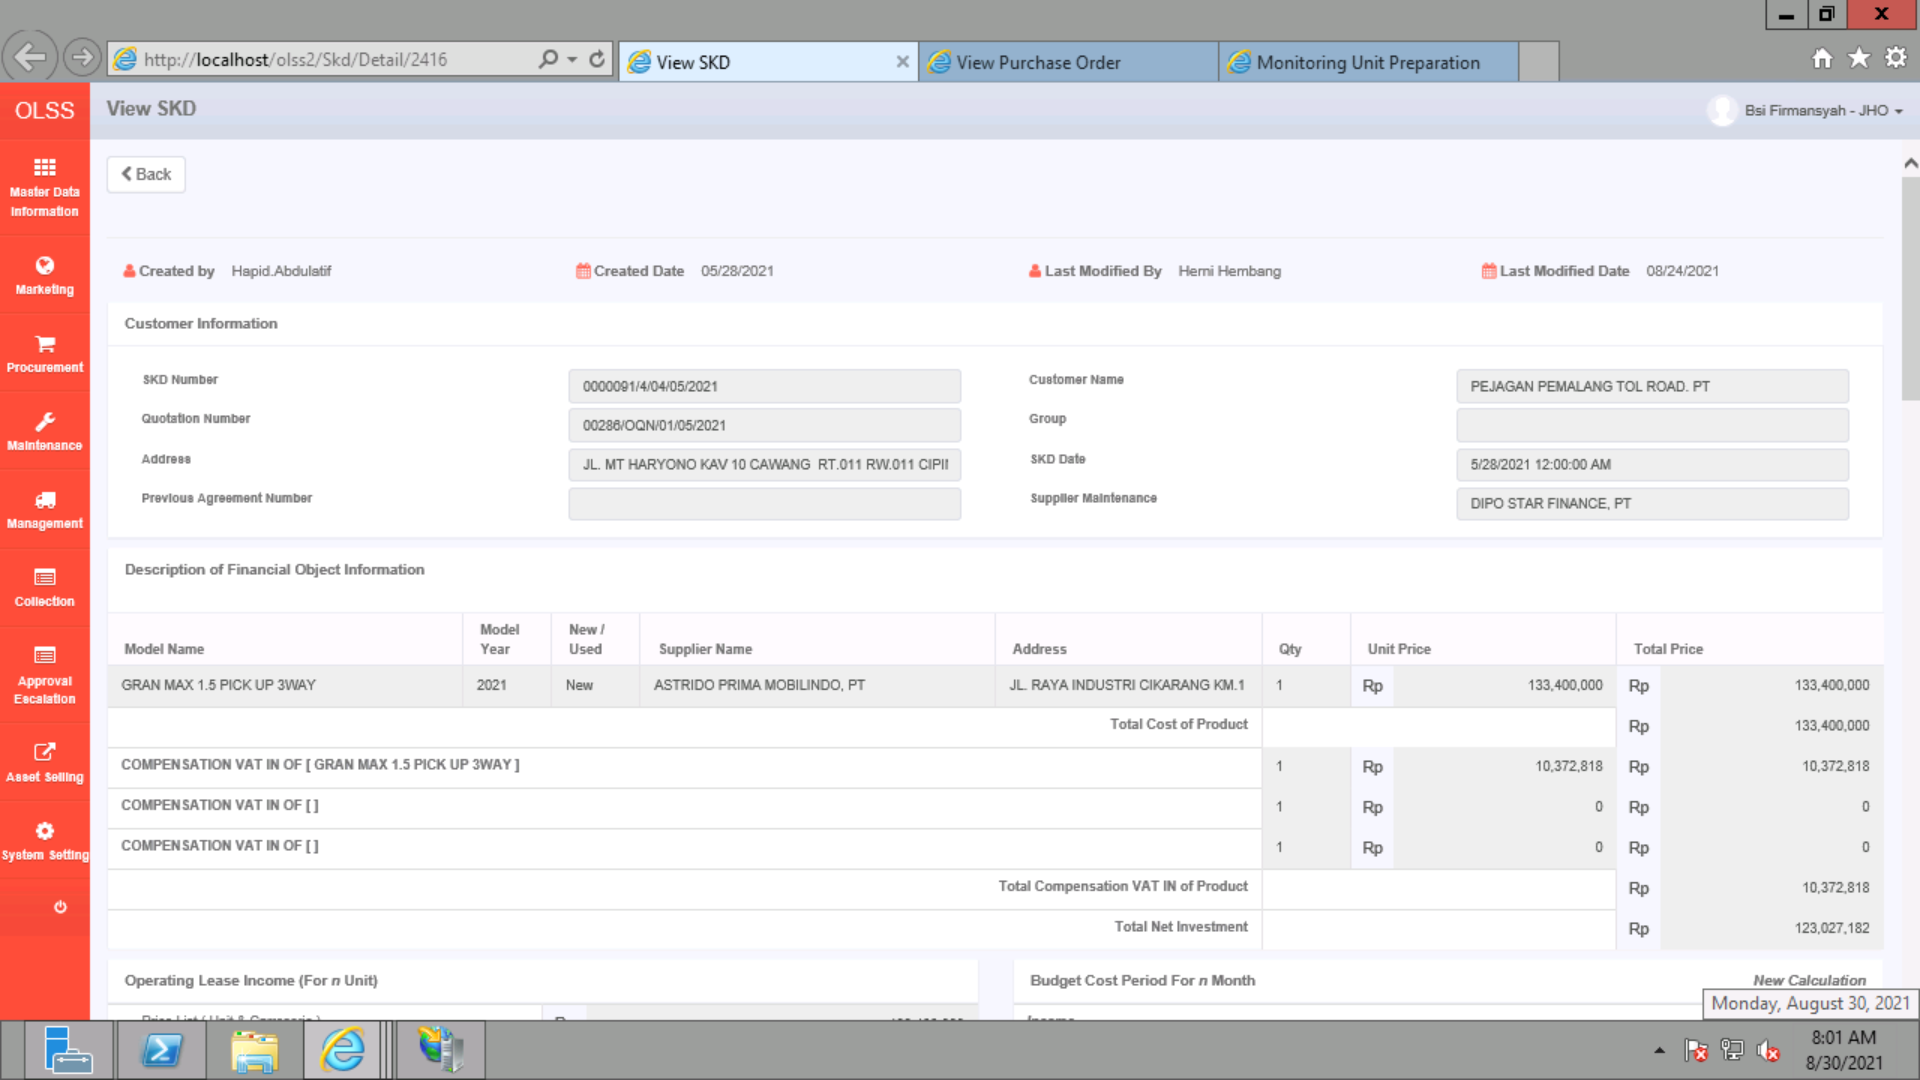 http://localhost/olss2/Skd/Detail/2416
View SKD
View Purchase Order
Monitoring Unit Preparation
OLSS
View SKD
Bsi Firmansyah - JHO
Back
Master Data
Information
Marketing
Procurement
Maintenance
Management
Collection
Approval
Escalation
Asset Selling
System Setting
Created by Hapid.Abdulatif
Created Date 05/28/2021
Last Modified By Herni Hembang
Last Modified Date 08/24/2021
Customer Information
SKD Number 0000091/4/04/05/2021
Customer Name PEJAGAN PEMALANG TOL ROAD. PT
Quotation Number 00286/OQN/01/05/2021
Group
Address JL. MT HARYONO KAV 10 CAWANG RT.011 RW.011
SKD Date 5/28/2021 12:00:00 AM
Previous Agreement Number
Supplier Maintenance DIPO STAR FINANCE, PT
Description of Financial Object Information
Model Name Model Year New / Used Supplier Name Address Qty Unit Price Total Price
GRAN MAX 1.5 PICK UP 3WAY 2021 New ASTRIDO PRIMA MOBILINDO, PT JL. RAYA INDUSTRI CIKARANG KM.1 1 Rp 133,400,000 Rp 133,400,000
Total Cost of Product Rp 133,400,000
COMPENSATION VAT IN OF [ GRAN MAX 1.5 PICK UP 3WAY ] 1 Rp 10,372,818 Rp 10,372,818
COMPENSATION VAT IN OF [ ] 1 Rp 0 Rp 0
COMPENSATION VAT IN OF [ ] 1 Rp 0 Rp 0
Total Compensation VAT IN of Product Rp 10,372,818
Total Net Investment Rp 123,027,182
Operating Lease Income (For n Unit)
Budget Cost Period For n Month
New Calculation
Monday, August 30, 2021
8:01 AM
8/30/2021